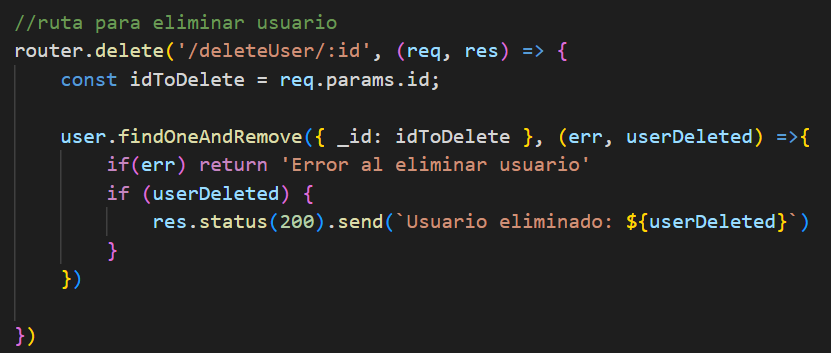 //ruta para eliminar usuario
router.delete('/deleteUser/:id', (req, res) => {
    const idToDelete = req.params.id;
    user.findOneAndRemove({ _id: idToDelete }, (err, userDeleted) =>{
        if(err) return 'Error al eliminar usuario'
        if (userDeleted) {
            res.status(200).send(`Usuario eliminado: ${userDeleted}`)
        }
    })
})